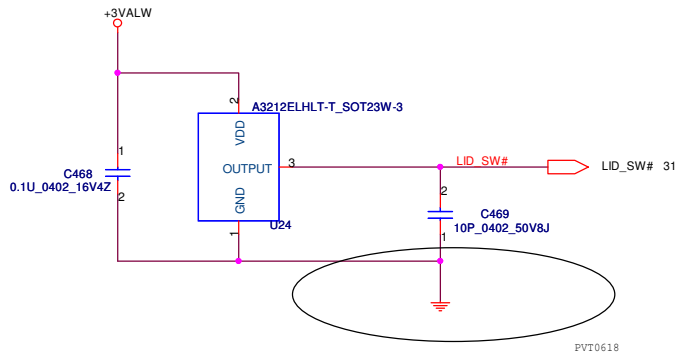 +3VALW
2
A3212ELHLT-T_SOT23W-3
VDD
1
C468
0.1U_0402_16V4Z
2
OUTPUT
3
LID_SW#
LID_SW# 31
GND
1
U24
2
C469
10P_0402_50V8J
1
PVT0618